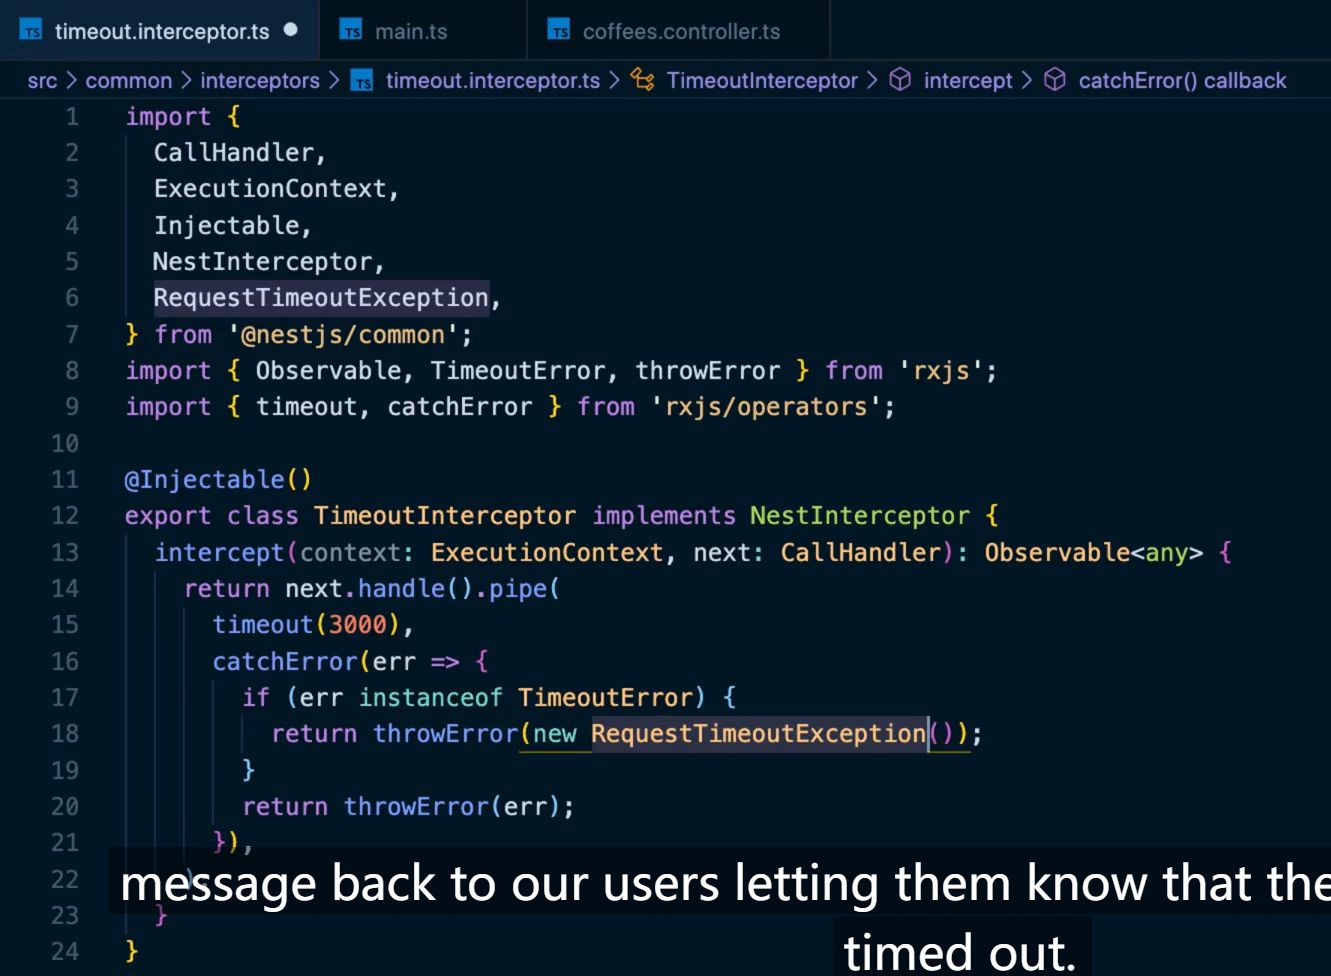 TS timeout.interceptor.ts TS main.ts TS coffees.controller.ts
src > common > interceptors > TS timeout.interceptor.ts > TimeoutInterceptor > intercept > catchError() callback
1 import {
2 CallHandler,
3 ExecutionContext,
4 Injectable,
5 NestInterceptor,
6 RequestTimeoutException,
7 } from '@nestjs/common';
8 import { Observable, TimeoutError, throwError } from 'rxjs';
9 import { timeout, catchError } from 'rxjs/operators';
10
11 @Injectable()
12 export class TimeoutInterceptor implements NestInterceptor {
13 intercept(context: ExecutionContext, next: CallHandler): Observable<any> {
14 return next.handle().pipe(
15 timeout(3000),
16 catchError(err => {
17 if (err instanceof TimeoutError) {
18 return throwError(new RequestTimeoutException());
19 }
20 return throwError(err);
21 }),
22
23 }
24 }
message back to our users letting them know that the
timed out.